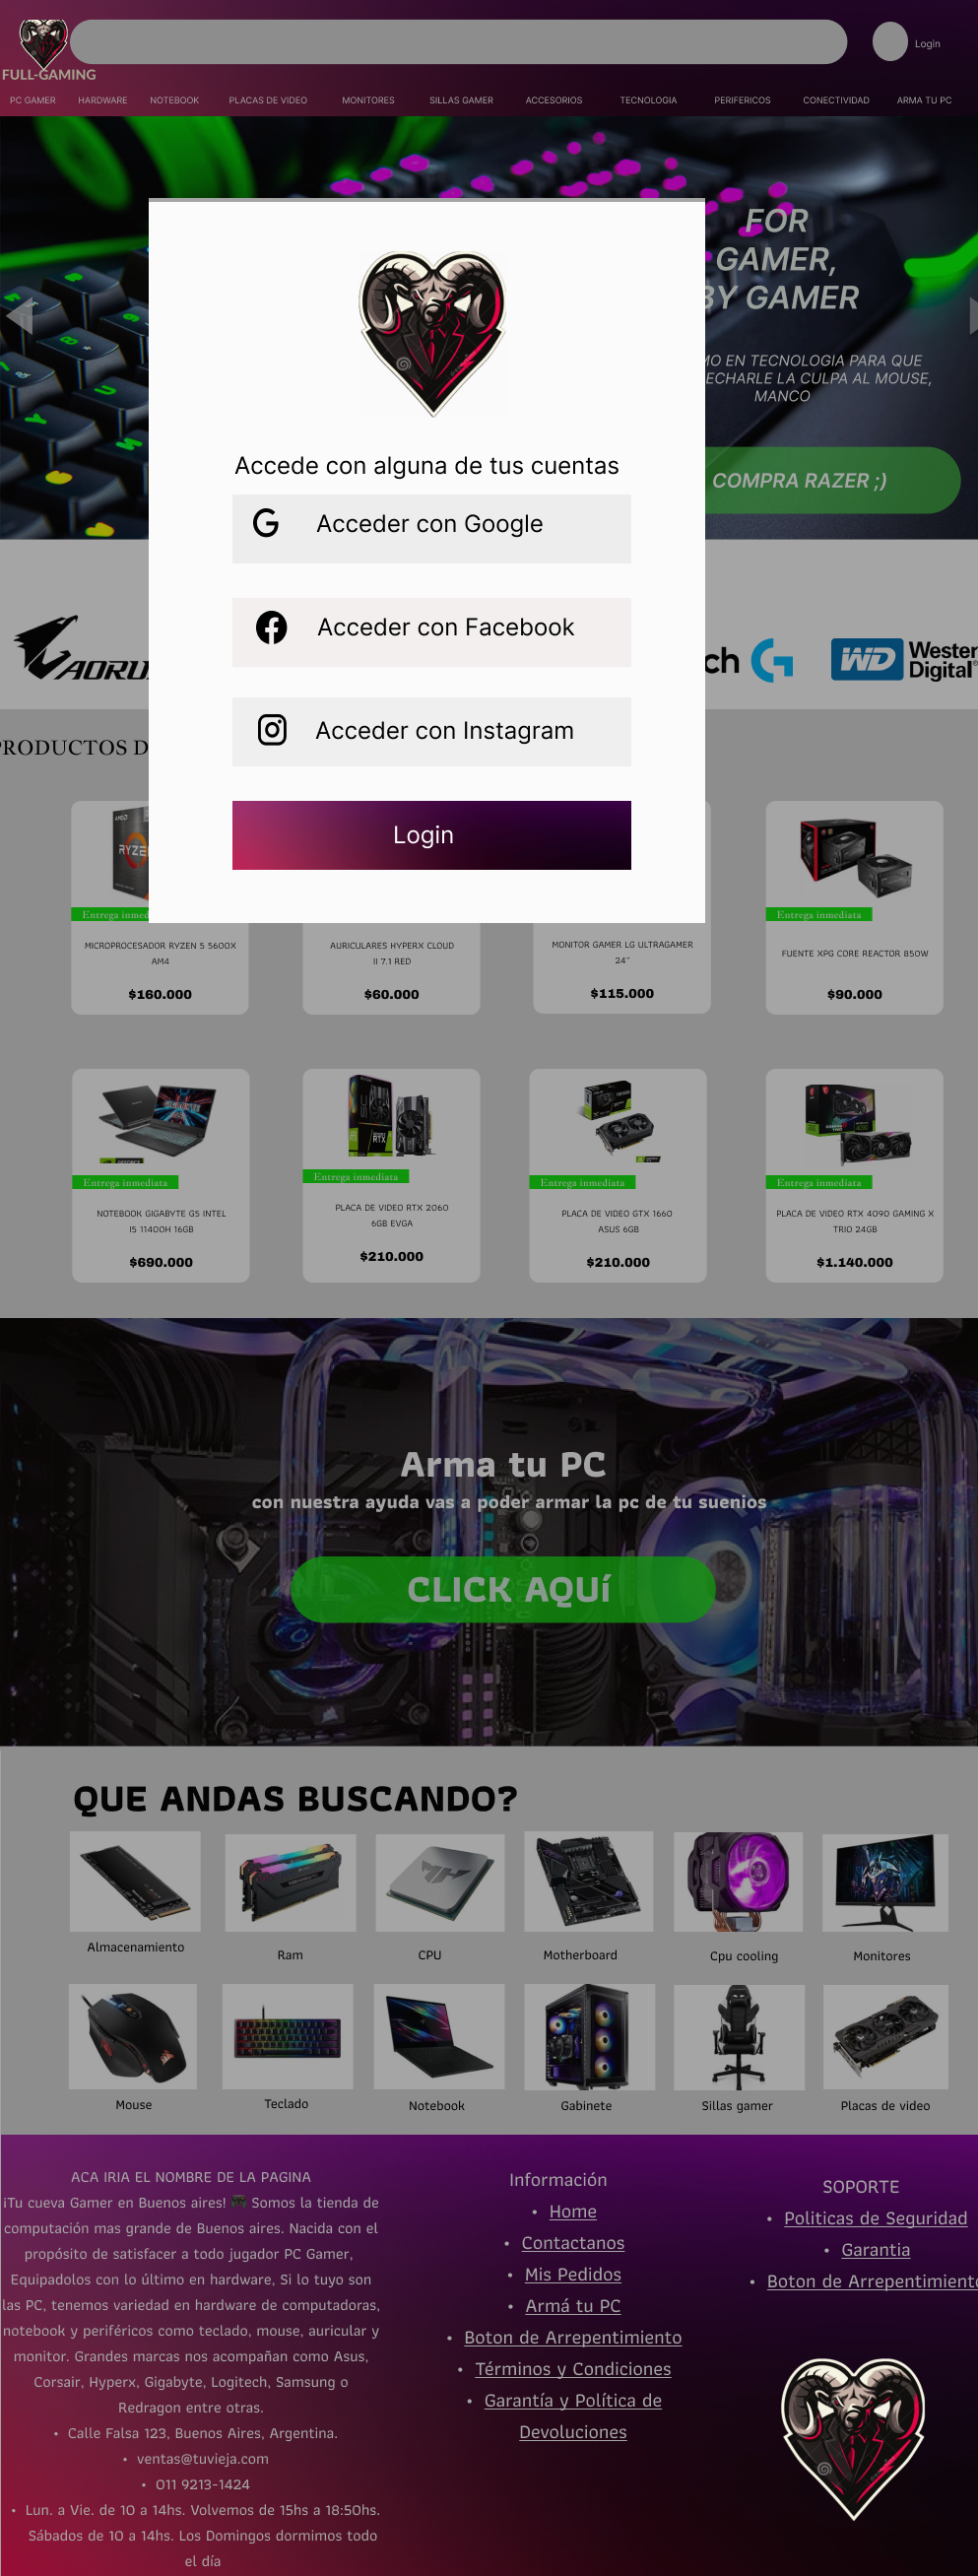 Login
FULL-GAMING
PC GAMER HARDWARE NOTEBOOK PLACAS DE VIDEO MONITORES SILLAS GAMER ACCESORIOS TECNOLOGIA PERIFERICOS CONECTIVIDAD ARMA TU PC
FOR
GAMER,
BY GAMER
MO EN TECNOLOGIA PARA QUE
ECHARLE LA CULPA AL MOUSE,
MANCO
COMPRA RAZER ;)
Accede con alguna de tus cuentas
Acceder con Google
Acceder con Facebook
Acceder con Instagram
Login
AORU
ch G
WD Wester
Digital®
PRODUCTOS D
AMD
RYZE
Entrega inmed
Entrega inmediata
MICROPROCESADOR RYZEN 5 5600X
AM4
$160.000
AURICULARES HYPERX CLOUD
II 7.1 RED
$60.000
MONITOR GAMER LG ULTRAGAMER
24"
$115.000
FUENTE XPG CORE REACTOR 850W
$90.000
GIGABYTE
RTX
Entrega inmediata
Entrega inmediata
Entrega inmediata
Entrega inmediata
NOTEBOOK GIGABYTE G5 INTEL
I5 11400H 16GB
$690.000
PLACA DE VIDEO RTX 2060
6GB EVGA
$210.000
PLACA DE VIDEO GTX 1660
ASUS 6GB
$210.000
PLACA DE VIDEO RTX 4090 GAMING X
TRIO 24GB
$1.140.000
Arma tu PC
con nuestra ayuda vas a poder armar la pc de tu suenios
CLICK AQUí
QUE ANDAS BUSCANDO?
Almacenamiento
Ram
CPU
Motherboard
Cpu cooling
Monitores
Mouse
Teclado
Notebook
Gabinete
Sillas gamer
Placas de video
ACA IRIA EL NOMBRE DE LA PAGINA
¡Tu cueva Gamer en Buenos aires! 🎮 Somos la tienda de
computación mas grande de Buenos aires. Nacida con el
propósito de satisfacer a todo jugador PC Gamer,
Equipadolos con lo último en hardware, Si lo tuyo son
las PC, tenemos variedad en hardware de computadoras,
notebook y periféricos como teclado, mouse, auricular y
monitor. Grandes marcas nos acompañan como Asus,
Corsair, Hyperx, Gigabyte, Logitech, Samsung o
Redragon entre otras.
• Calle Falsa 123, Buenos Aires, Argentina.
• ventas@tuvieja.com
• 011 9213-1424
• Lun. a Vie. de 10 a 14hs. Volvemos de 15hs a 18:50hs.
Sábados de 10 a 14hs. Los Domingos dormimos todo
el día
Información
• Home
• Contactanos
• Mis Pedidos
• Armá tu PC
• Boton de Arrepentimiento
• Términos y Condiciones
• Garantía y Política de
Devoluciones
SOPORTE
• Politicas de Seguridad
• Garantia
• Boton de Arrepentimiento